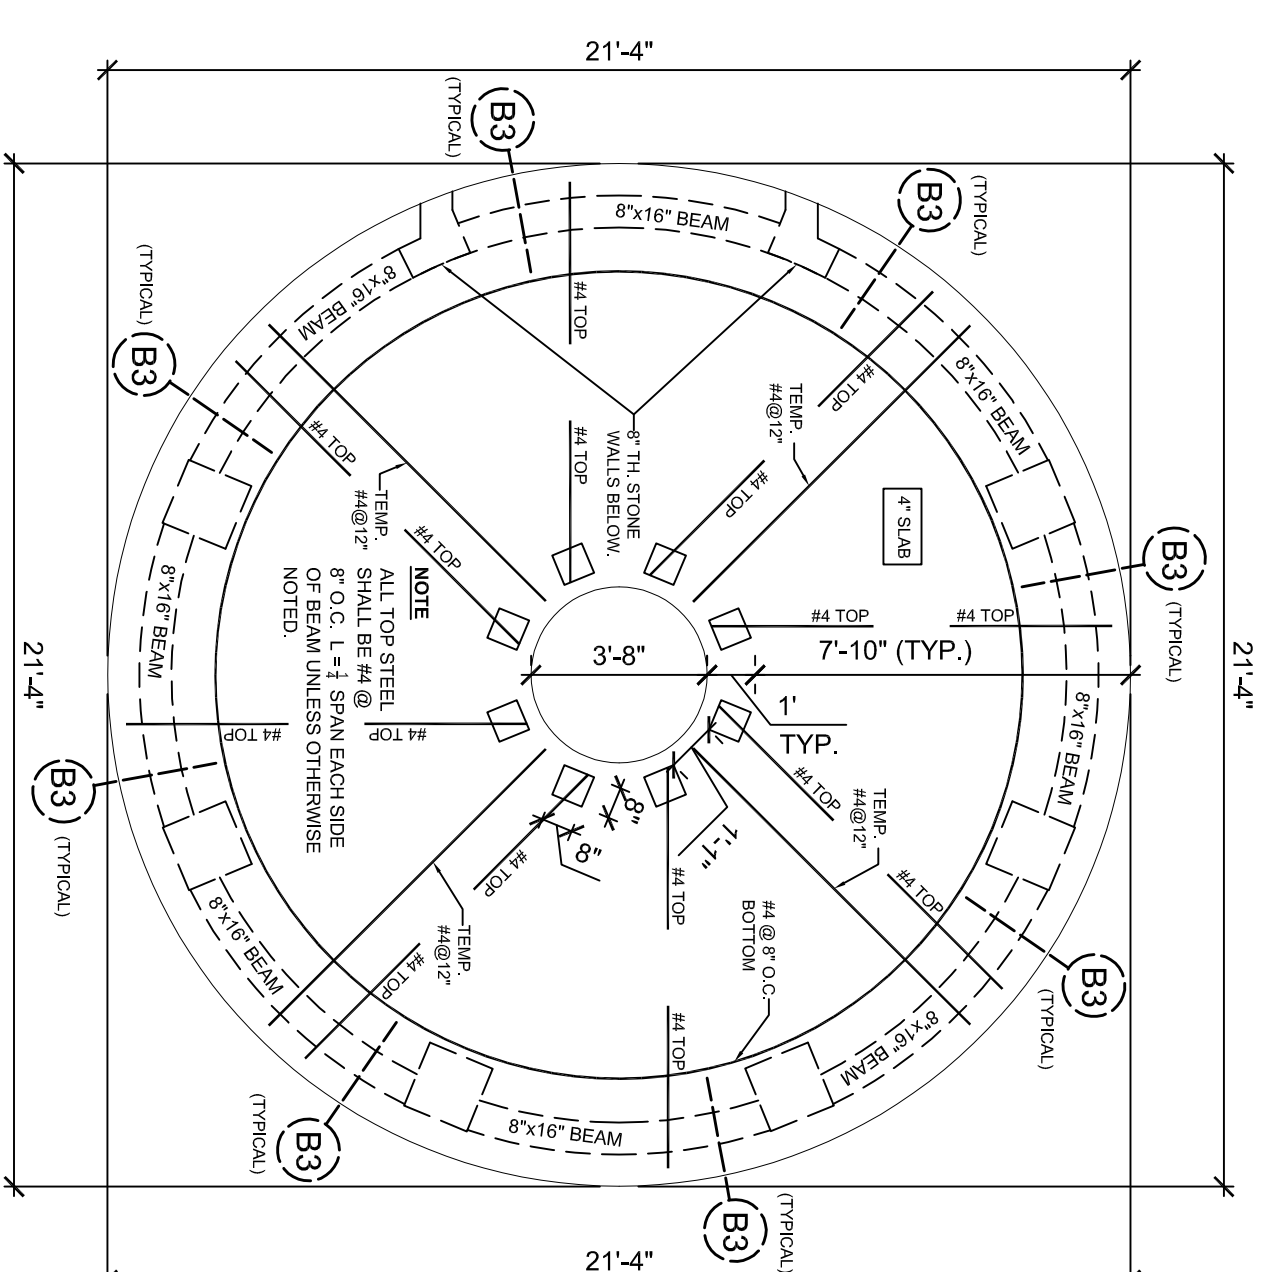 21'-4"
B3
(TYPICAL)
B3
(TYPICAL)
8"x16" BEAM
(TYPICAL)
B3
8"x16" BEAM
#4 TOP
#4 TOP
8"x16" BEAM
TEMP.
#4@12"
#4 TOP
#4 TOP
8" TH. STONE
WALLS BELOW.
#4 TOP
4" SLAB
TEMP.
#4@12"
#4 TOP
B3
(TYPICAL)
8"x16" BEAM
NOTE
ALL TOP STEEL
SHALL BE #4 @
8" O.C. L = 1/4 SPAN EACH SIDE
OF BEAM UNLESS OTHERWISE
NOTED.
#4 TOP
#4 TOP
3'-8"
7'-10" (TYP.)
21'-4"
21'-4"
1'
TYP.
8"x16" BEAM
#4 TOP
#4 TOP
#4 TOP
B3
(TYPICAL)
TEMP.
#4@12"
8"
8"
1'-1"
#4 TOP
#4 TOP
#4 TOP
8"x16" BEAM
TEMP.
#4@12"
#4 @ 8" O.C.
BOTTOM
B3
(TYPICAL)
#4 TOP
#4 TOP
8"x16" BEAM
8"x16" BEAM
B3
(TYPICAL)
B3
(TYPICAL)
21'-4"